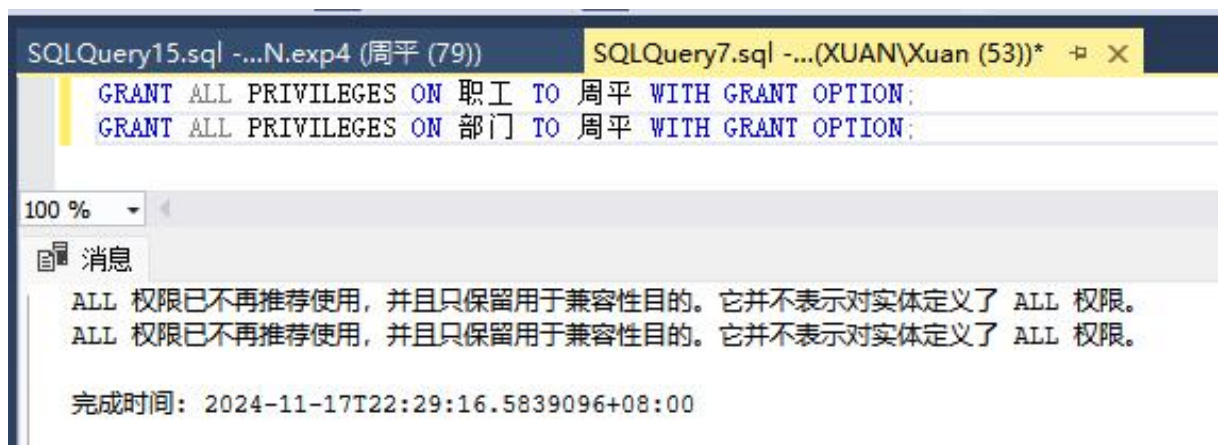 SQLQuery15.sql -...N.exp4 (周平 (79))
SQLQuery7.sql -...(XUAN\Xuan (53))*
GRANT ALL PRIVILEGES ON 职工 TO 周平 WITH GRANT OPTION;
GRANT ALL PRIVILEGES ON 部门 TO 周平 WITH GRANT OPTION;
100 %
消息
ALL 权限已不再推荐使用，并且只保留用于兼容性目的。它并不表示对实体定义了 ALL 权限。
ALL 权限已不再推荐使用，并且只保留用于兼容性目的。它并不表示对实体定义了 ALL 权限。
完成时间: 2024-11-17T22:29:16.5839096+08:00